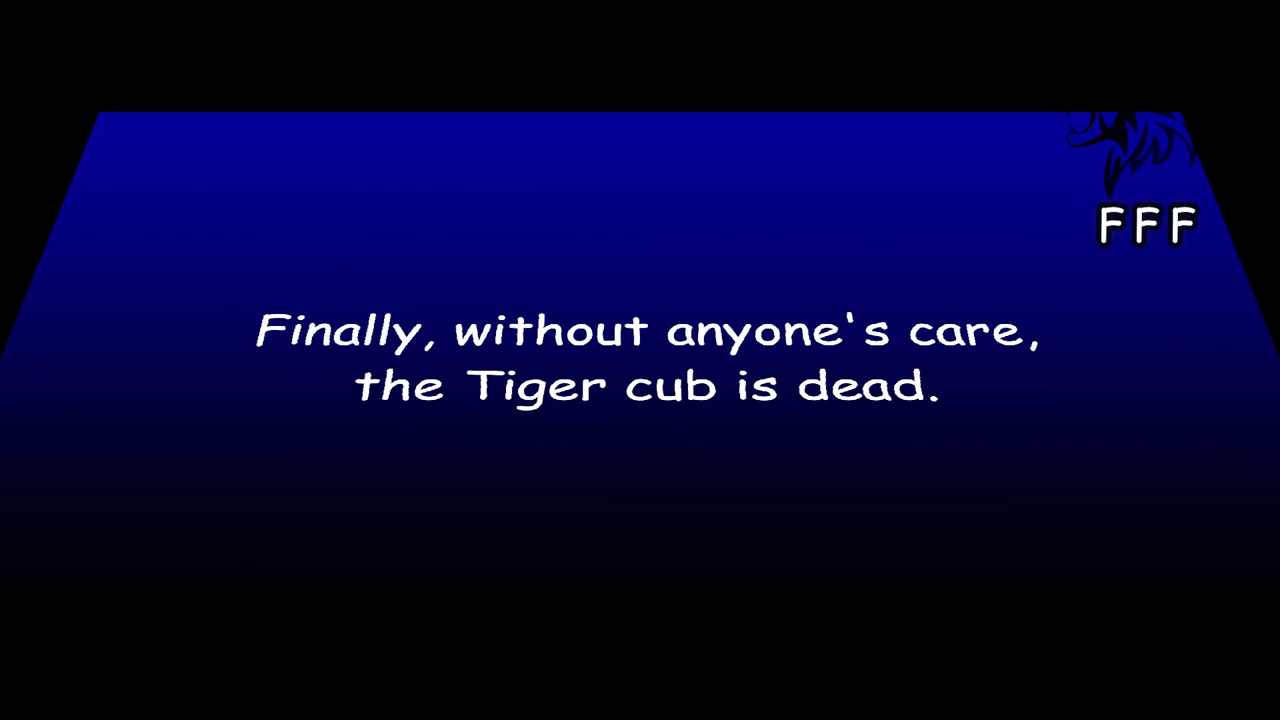 FFF
Finally, without anyone's care,
the Tiger cub is dead.